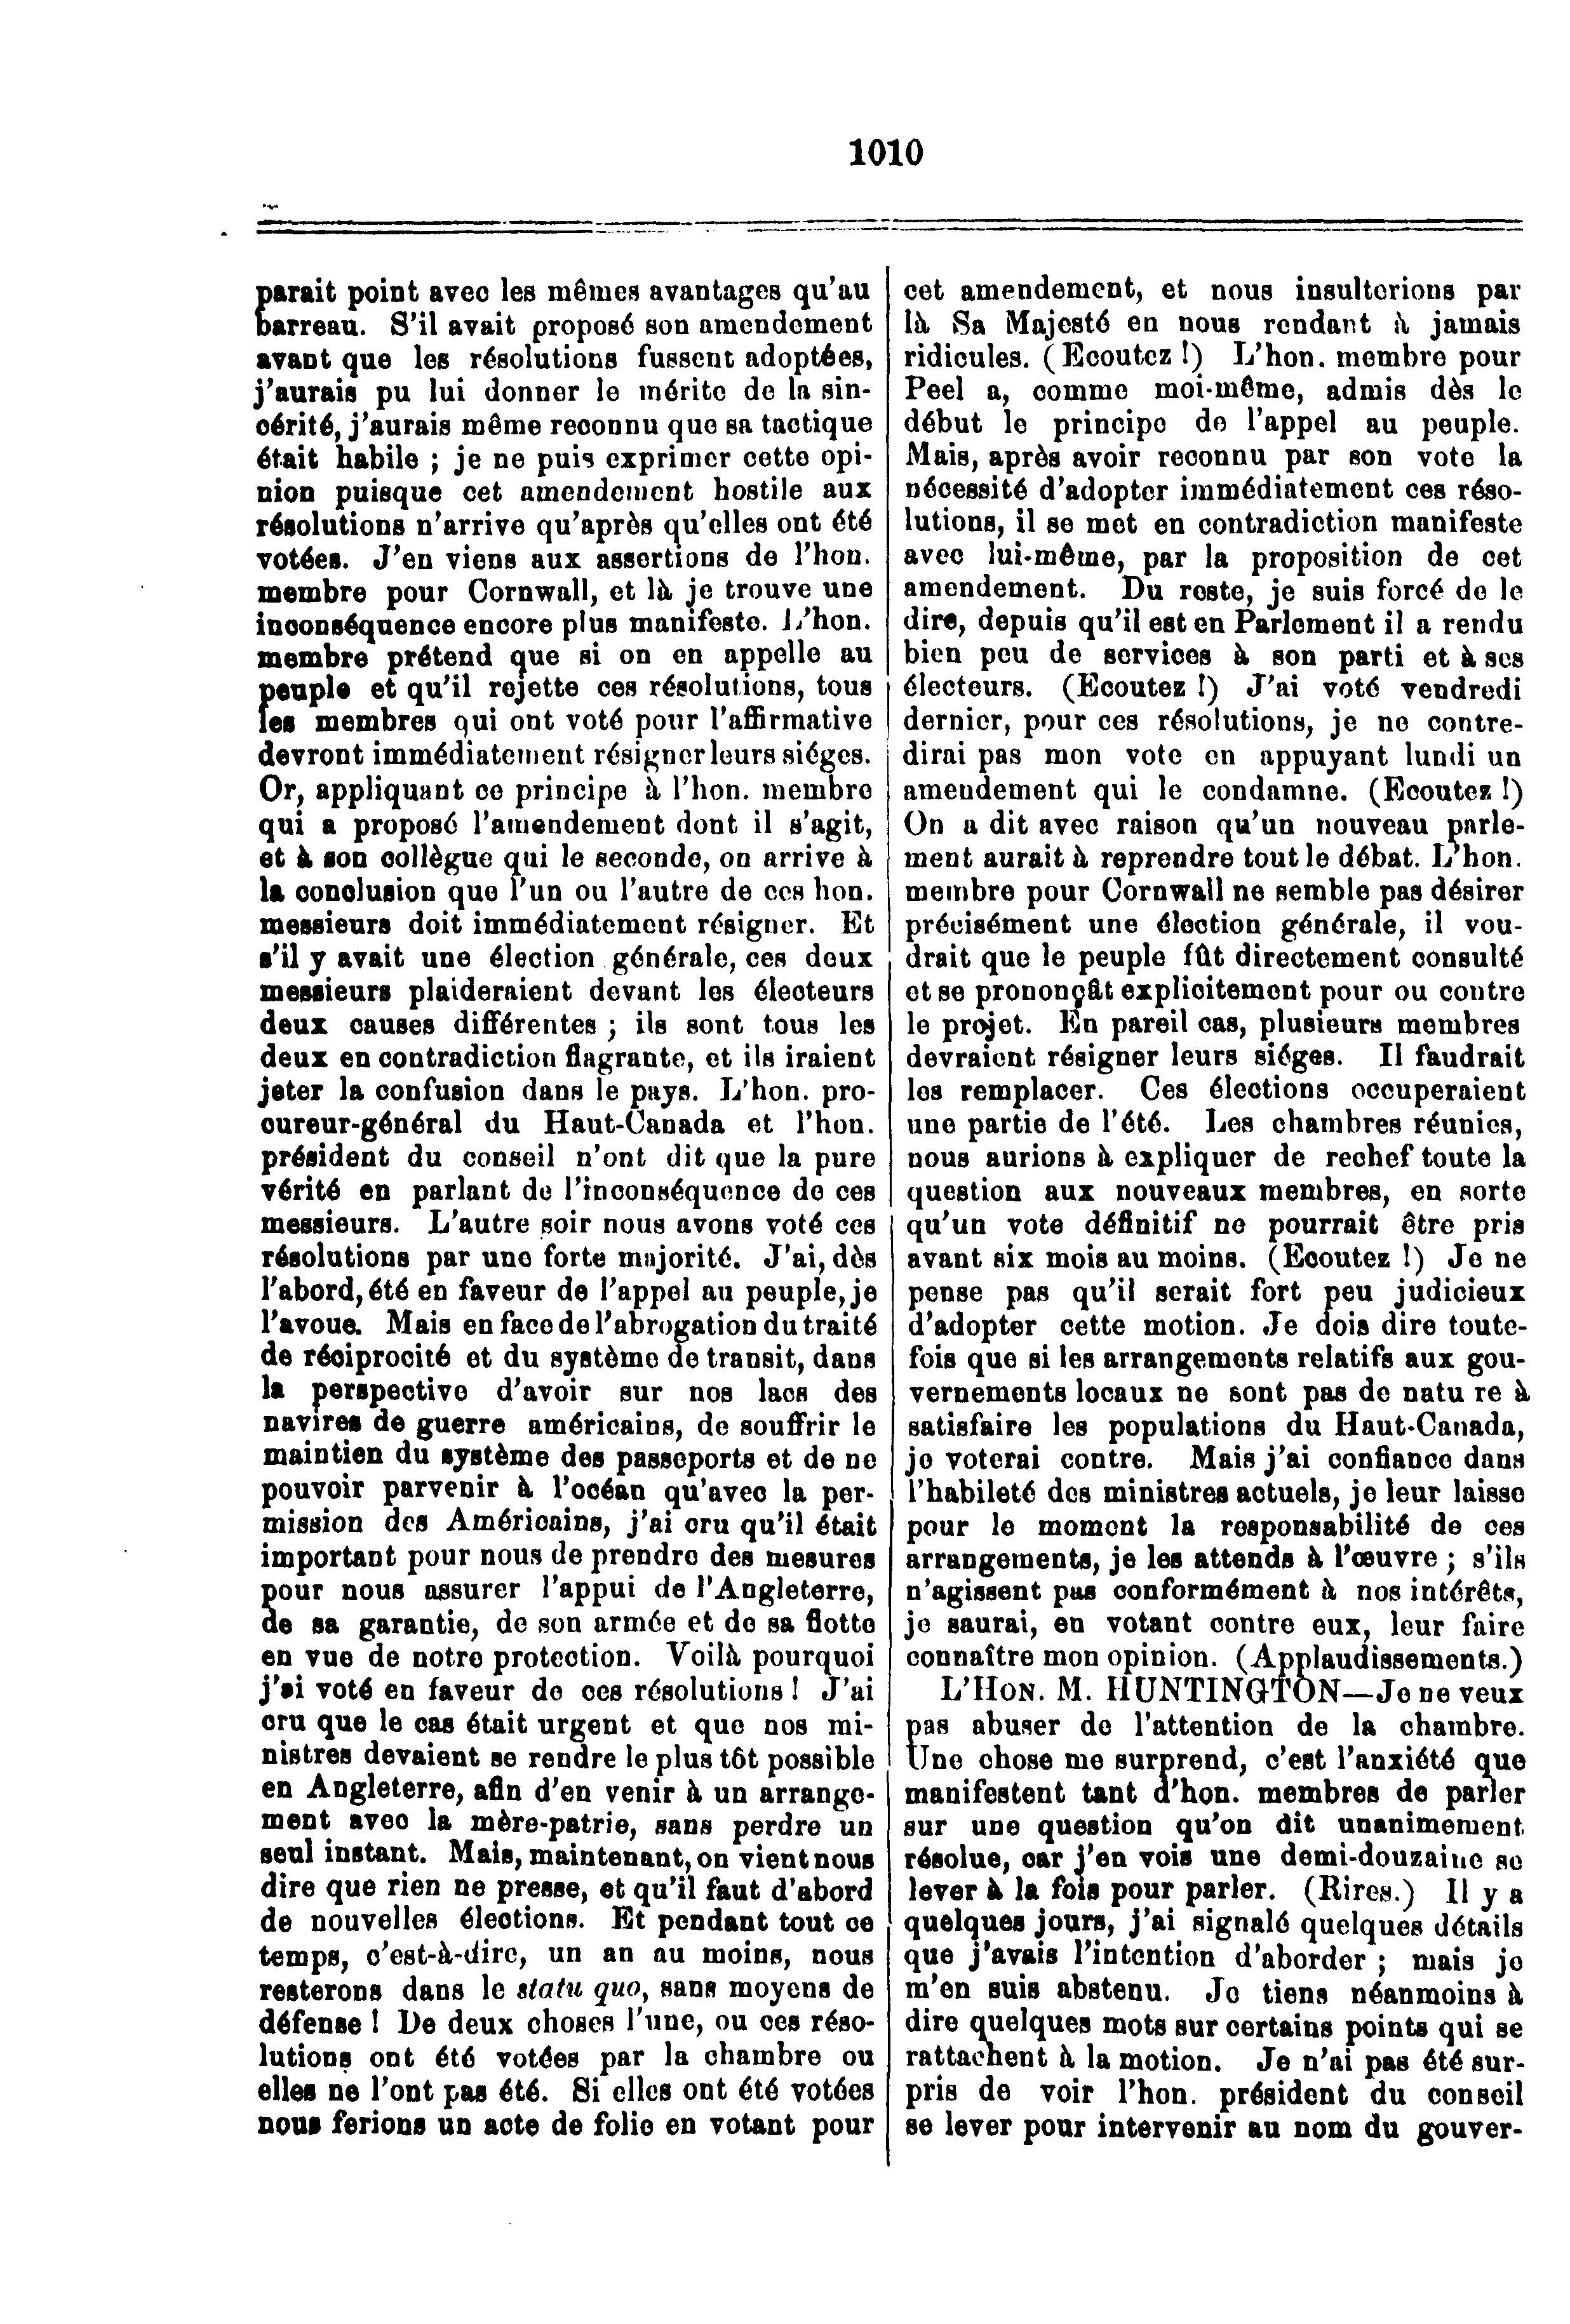 1010
parait point avec les mêmes avantages qu'au
barreau. S'il avait proposé son amendement
avant que les résolutions fussent adoptées,
j'aurais pu lui donner le mérite de la sin-
cérité, j'aurais même reconnu que sa tactique
était habile ; je ne puis exprimer cette opi-
nion puisque cet amendement hostile aux
résolutions n'arrive qu'après qu'elles ont été
votées. J'en viens aux assertions de l'hon.
membre pour Cornwall, et là je trouve une
inconséquence encore plus manifeste. L'hon.
membre prétend que si on en appelle au
peuple et qu'il rejette ces résolutions, tous
les membres qui ont voté pour l'affirmative
devront immédiatement résigner leurs siéges.
Or, appliquant ce principe à l'hon. membre
qui a proposé l'amendement dont il s'agit,
et à son collègue qui le seconde, on arrive à
la conclusion que l'un ou l'autre de ces hon.
messieurs doit immédiatement résigner. Et
s'il y avait une élection générale, ces deux
messieurs plaideraient devant les électeurs
deux causes différentes ; ils sont tous les
deux en contradiction flagrante, et ils iraient
jeter la confusion dans le pays. L'hon. pro-
cureur-général du Haut-Canada et l'hon.
président du conseil n'ont dit que la pure
vérité en parlant de l'inconséquence de ces
messieurs. L'autre soir nous avons voté ces
résolutions par une forte majorité. J'ai, dès
l'abord, été en faveur de l'appel au peuple, je
l'avoue. Mais en face de l'abrogation du traité
de réciprocité et du système de transit, dans
la perspective d'avoir sur nos lacs des
navires de guerre américains, de souffrir le
maintien du système des passeports et de ne
pouvoir parvenir à l'océan qu'avec la per-
mission des Américains, j'ai cru qu'il était
important pour nous de prendre des mesures
pour nous assurer l'appui de l'Angleterre,
de sa garantie, de son armée et de sa flotte
en vue de notre protection. Voilà pourquoi
j'ai voté en faveur de ces résolutions ! J'ai
cru que le cas était urgent et que nos mi-
nistres devaient se rendre le plus tôt possible
en Angleterre, afin d'en venir à un arrange-
ment avec la mère-patrie, sans perdre un
seul instant. Mais, maintenant, on vient nous
dire que rien ne presse, et qu'il faut d'abord
de nouvelles élections. Et pendant tout ce
temps, c'est-à-dire, un an au moins, nous
resterons dans le statu quo, sans moyens de
défense ! De deux choses l'une, ou ces réso-
lutions ont été votées par la chambre ou
elles ne l'ont pas été. Si elles ont été votées
nous ferions un acte de folie en votant pour
cet amendement, et nous insulterions par
là Sa Majesté en nous rendant à jamais
ridicules. (Ecoutez !) L'hon. membre pour
Peel a, comme moi-même, admis dès le
début le principe de l'appel au peuple.
Mais, après avoir reconnu par son vote la
nécessité d'adopter immédiatement ces réso-
lutions, il se met en contradiction manifeste
avec lui-même, par la proposition de cet
amendement. Du reste, je suis forcé de le
dire, depuis qu'il est en Parlement il a rendu
bien peu de services à son parti et à ses
électeurs. (Ecoutez !) J'ai voté vendredi
dernier, pour ces résolutions, je ne contre-
dirai pas mon vote en appuyant lundi un
amendement qui le condamne. (Ecoutez !)
On a dit avec raison qu'un nouveau parle-
ment aurait à reprendre tout le débat. L'hon.
membre pour Cornwall ne semble pas désirer
précisément une élection générale, il vou-
drait que le peuple fût directement consulté
et se prononçât explicitement pour ou contre
le projet. En pareil cas, plusieurs membres
devraient résigner leurs siéges. Il faudrait
les remplacer. Ces élections occuperaient
une partie de l'été. Les chambres réunies,
nous aurions à expliquer de rechef toute la
question aux nouveaux membres, en sorte
qu'un vote définitif ne pourrait être pris
avant six mois au moins. (Ecoutez !) Je ne
pense pas qu'il serait fort peu judicieux
d'adopter cette motion. Je dois dire toute-
fois que si les arrangements relatifs aux gou-
vernements locaux ne sont pas de natu re à
satisfaire les populations du Haut-Canada,
je voterai contre. Mais j'ai confiance dans
l'habileté des ministres actuels, je leur laisse
pour le moment la responsabilité de ces
arrangements, je les attends à l'œuvre ; s'ils
n'agissent pas conformément à nos intérêts,
je saurai, en votant contre eux, leur faire
connaître mon opinion. (Applaudissements.)
L'HON. M. HUNTINGTON—Je ne veux
pas abuser de l'attention de la chambre.
Une chose me surprend, c'est l'anxiété que
manifestent tant d'hon. membres de parler
sur une question qu'on dit unanimement
résolue, car j'en vois une demi-douzaine se
lever à la fois pour parler. (Rires.) Il y a
quelques jours, j'ai signalé quelques détails
que j'avais l'intention d'aborder ; mais je
m'en suis abstenu. Je tiens néanmoins à
dire quelques mots sur certains points qui se
rattachent à la motion. Je n'ai pas été sur-
pris de voir l'hon. président du conseil
se lever pour intervenir au nom du gouver-